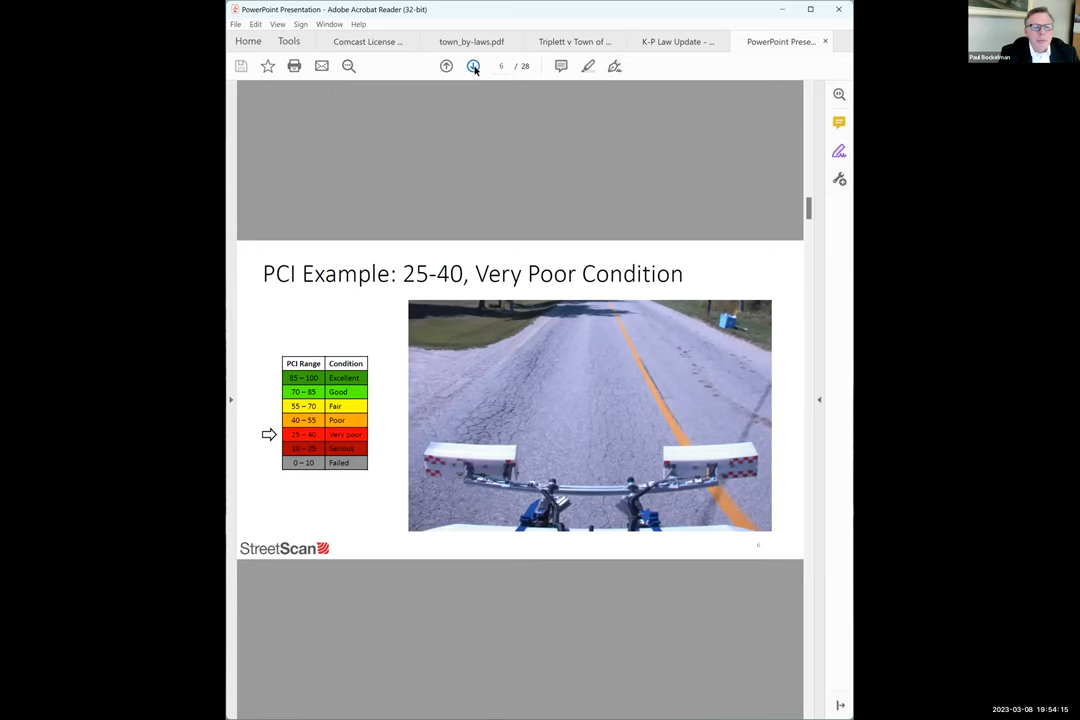 PowerPoint Presentation - Adobe Acrobat Reader (32-bit)
File Edit View Sign Window Help
Home Tools Comcast License ... town_by-laws.pdf Triplett v Town of ... K-P Law Update - ... PowerPoint Prese... ×
6 / 28
Paul Bockelman
PCI Example: 25-40, Very Poor Condition
PCI Range Condition
85 – 100 Excellent
70 – 85 Good
55 – 70 Fair
40 – 55 Poor
25 – 40 Very poor
10 – 25 Serious
0 – 10 Failed
StreetScan
6
2023-03-08 19:54:15